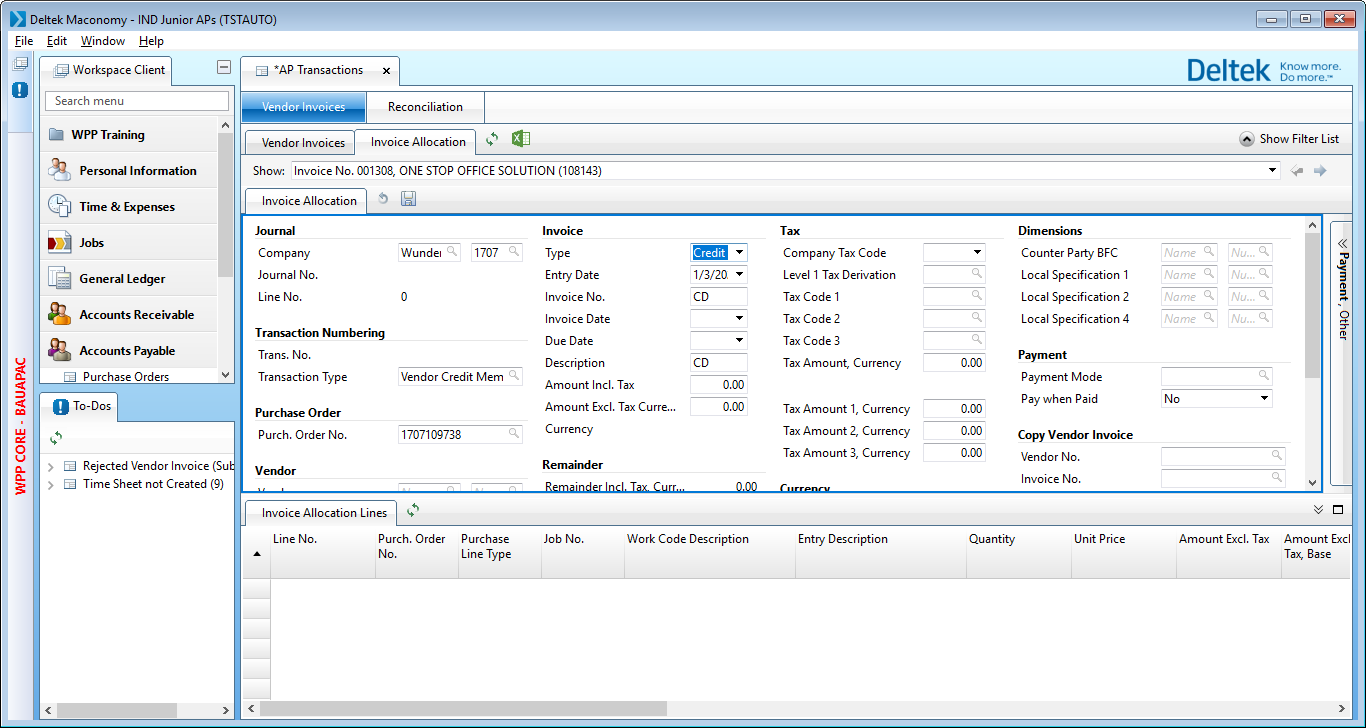 Deltek Maconomy - IND Junior APs (TSTAUTO)
File Edit Window Help
Workspace Client
*AP Transactions
Deltek Know more. Do more.™
Search menu
WPP Training
Personal Information
Time & Expenses
Jobs
General Ledger
Accounts Receivable
Accounts Payable
Purchase Orders
WPP CORE - BAUAPAC
To-Dos
Rejected Vendor Invoice (Sub
Time Sheet not Created (9)
Vendor Invoices Reconciliation
Vendor Invoices Invoice Allocation Show Filter List
Show: Invoice No. 001308, ONE STOP OFFICE SOLUTION (108143)
Invoice Allocation
Journal
Company Wunder 1707
Journal No.
Line No. 0
Transaction Numbering
Trans. No.
Transaction Type Vendor Credit Mem
Purchase Order
Purch. Order No. 1707109738
Vendor
Invoice
Type Credit
Entry Date 1/3/20
Invoice No. CD
Invoice Date
Due Date
Description CD
Amount Incl. Tax 0.00
Amount Excl. Tax Curre... 0.00
Currency
Remainder
Remainder Incl. Tax, Curr... 0.00
Tax
Company Tax Code
Level 1 Tax Derivation
Tax Code 1
Tax Code 2
Tax Code 3
Tax Amount, Currency 0.00
Tax Amount 1, Currency 0.00
Tax Amount 2, Currency 0.00
Tax Amount 3, Currency 0.00
Currency
Dimensions
Counter Party BFC Name Nu...
Local Specification 1 Name Nu...
Local Specification 2 Name Nu...
Local Specification 4 Name Nu...
Payment
Payment Mode
Pay when Paid No
Copy Vendor Invoice
Vendor No.
Invoice No.
Payment , Other
Invoice Allocation Lines
Line No. Purch. Order Purchase Job No. Work Code Description Entry Description Quantity Unit Price Amount Excl. Tax Amount Excl
No. Line Type Tax, Base